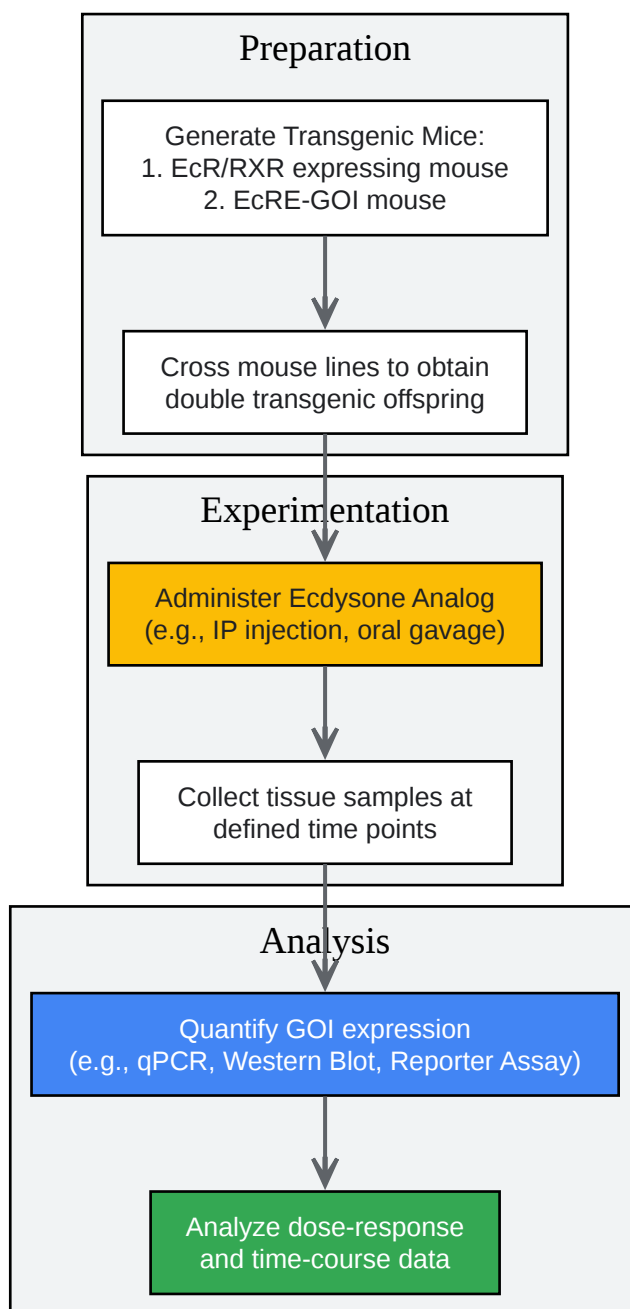 Preparation
Generate Transgenic Mice:
1. EcR/RXR expressing mouse
2. EcRE-GOI mouse
Cross mouse lines to obtain
double transgenic offspring
Experimentation
Administer Ecdysone Analog
(e.g., IP injection, oral gavage)
Collect tissue samples at
defined time points
Analysis
Quantify GOI expression
(e.g., qPCR, Western Blot, Reporter Assay)
Analyze dose-response
and time-course data